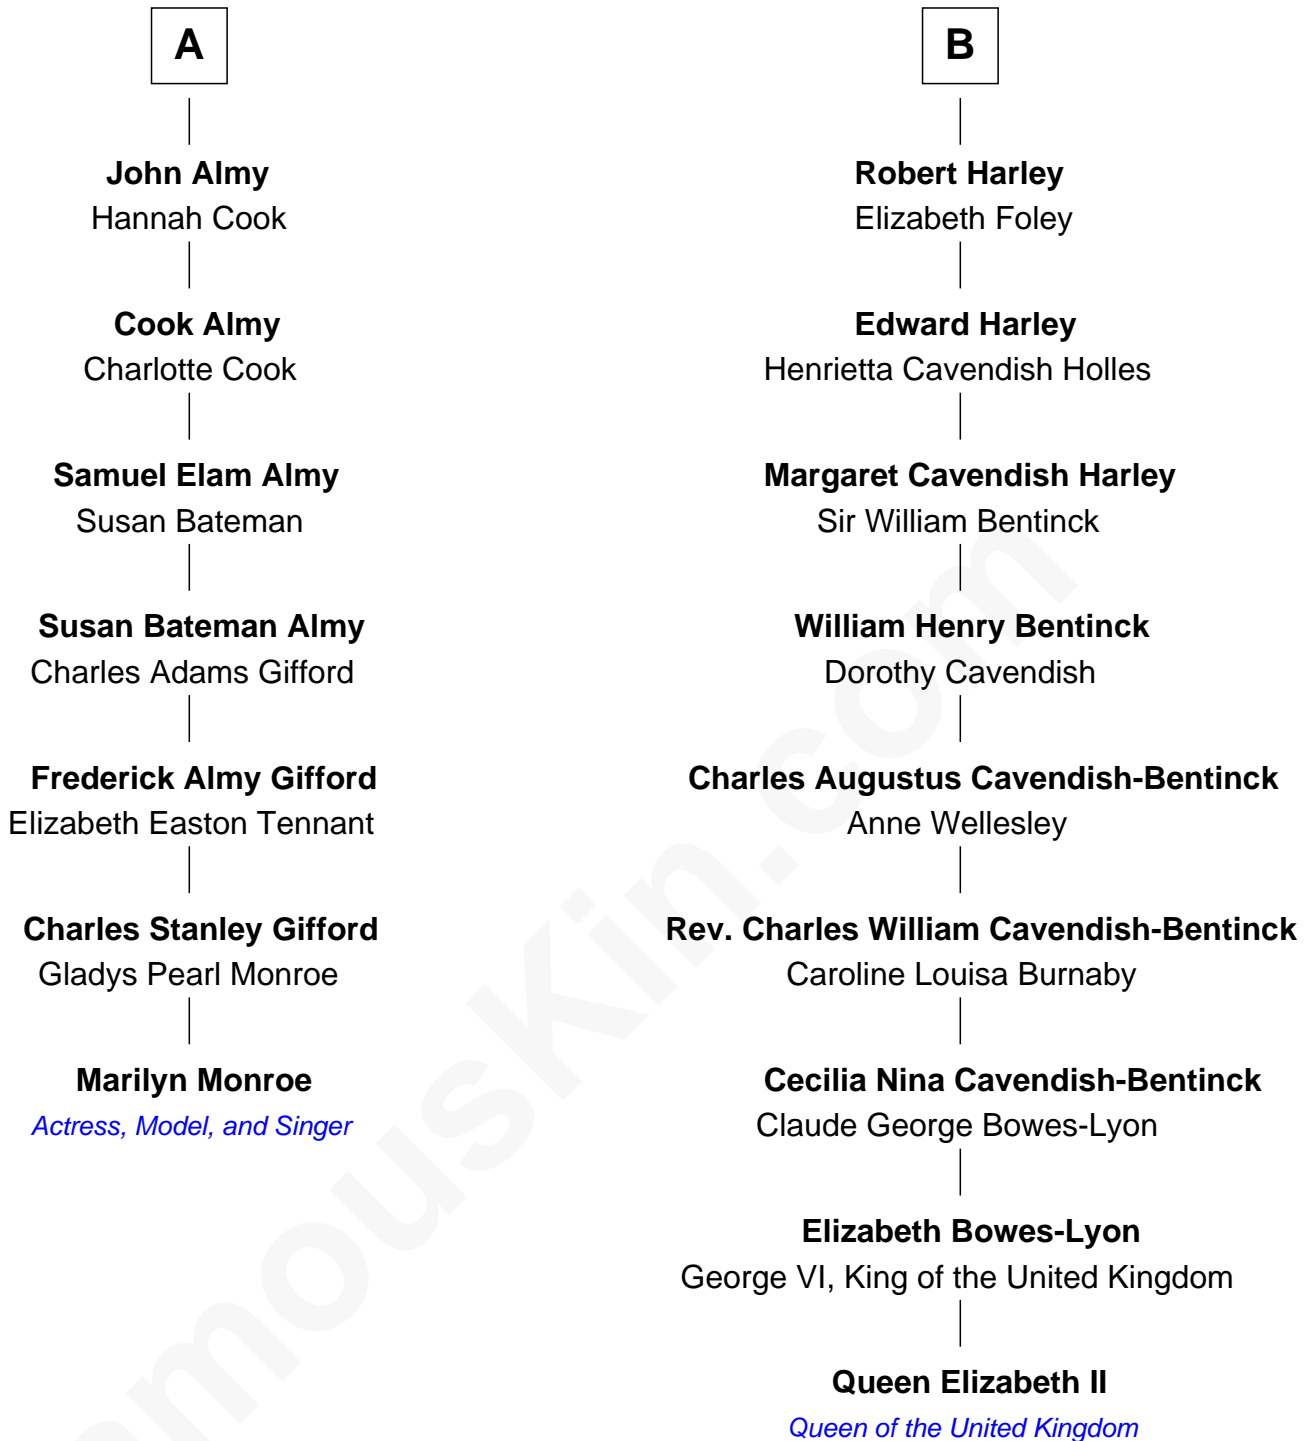 A
John Almy
Hannah Cook
Cook Almy
Charlotte Cook
Samuel Elam Almy
Susan Bateman
Susan Bateman Almy
Charles Adams Gifford
Frederick Almy Gifford
Elizabeth Easton Tennant
Charles Stanley Gifford
Gladys Pearl Monroe
Marilyn Monroe
Actress, Model, and Singer
B
Robert Harley
Elizabeth Foley
Edward Harley
Henrietta Cavendish Holles
Margaret Cavendish Harley
Sir William Bentinck
William Henry Bentinck
Dorothy Cavendish
Charles Augustus Cavendish-Bentinck
Anne Wellesley
Rev. Charles William Cavendish-Bentinck
Caroline Louisa Burnaby
Cecilia Nina Cavendish-Bentinck
Claude George Bowes-Lyon
Elizabeth Bowes-Lyon
George VI, King of the United Kingdom
Queen Elizabeth II
Queen of the United Kingdom
amousKin.com